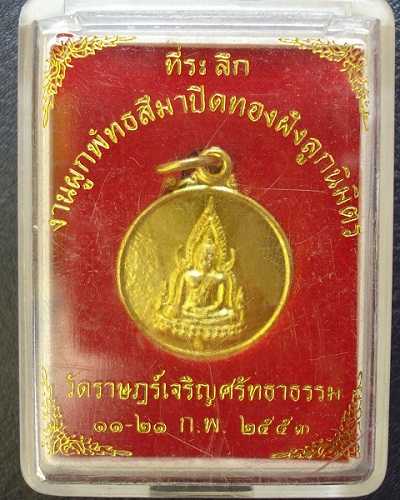 ที่ระลึก
งานผูกพัทธสีมาปิดทองฝังลูกนิมิตร
วัดราษฎร์เจริญศรัทธาธรรม
๑๑-๒๑ ก.พ. ๒๕๕๓